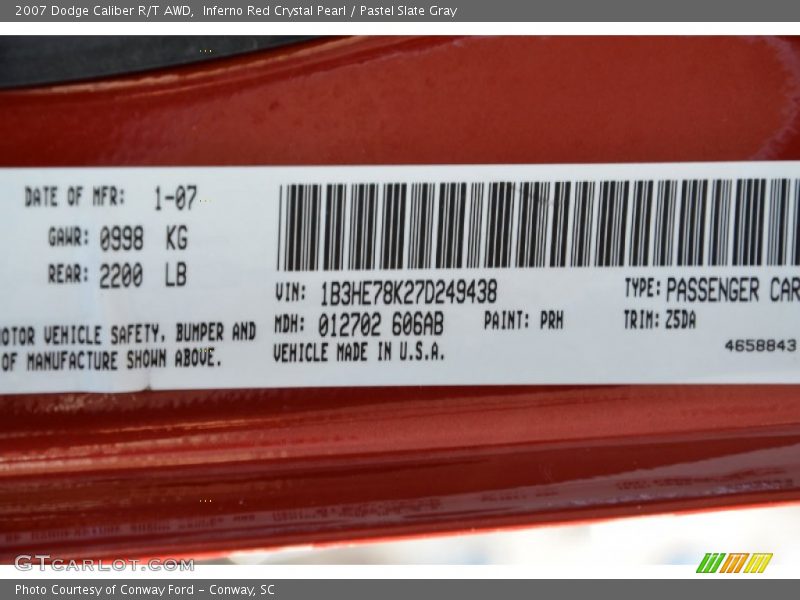 2007 Dodge Caliber R/T AWD, Inferno Red Crystal Pearl / Pastel Slate Gray
DATE OF MFR: 1-07
GAWR: 0998 KG
REAR: 2200 LB
MOTOR VEHICLE SAFETY, BUMPER AND
OF MANUFACTURE SHOWN ABOVE.
VIN: 1B3HE78K27D249438
TYPE: PASSENGER CAR
MDH: 012702 606AB
PAINT: PRH
TRIM: Z5DA
VEHICLE MADE IN U.S.A.
4658843
GTCarlot.com
Photo Courtesy of Conway Ford - Conway, SC